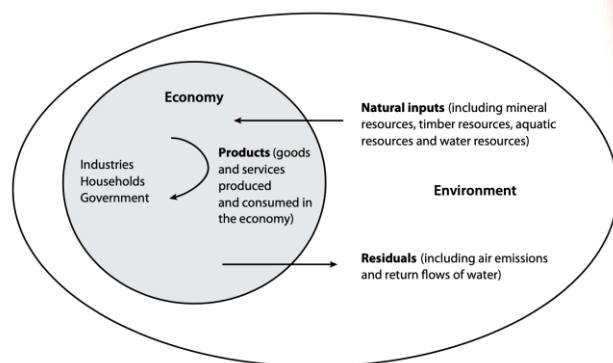 Economy
Natural inputs (including mineral
resources, timber resources, aquatic
resources and water resources)
Industries
Households
Government
Products (goods
and services
produced
and consumed in
the economy)
Environment
Residuals (including air emissions
and return flows of water)